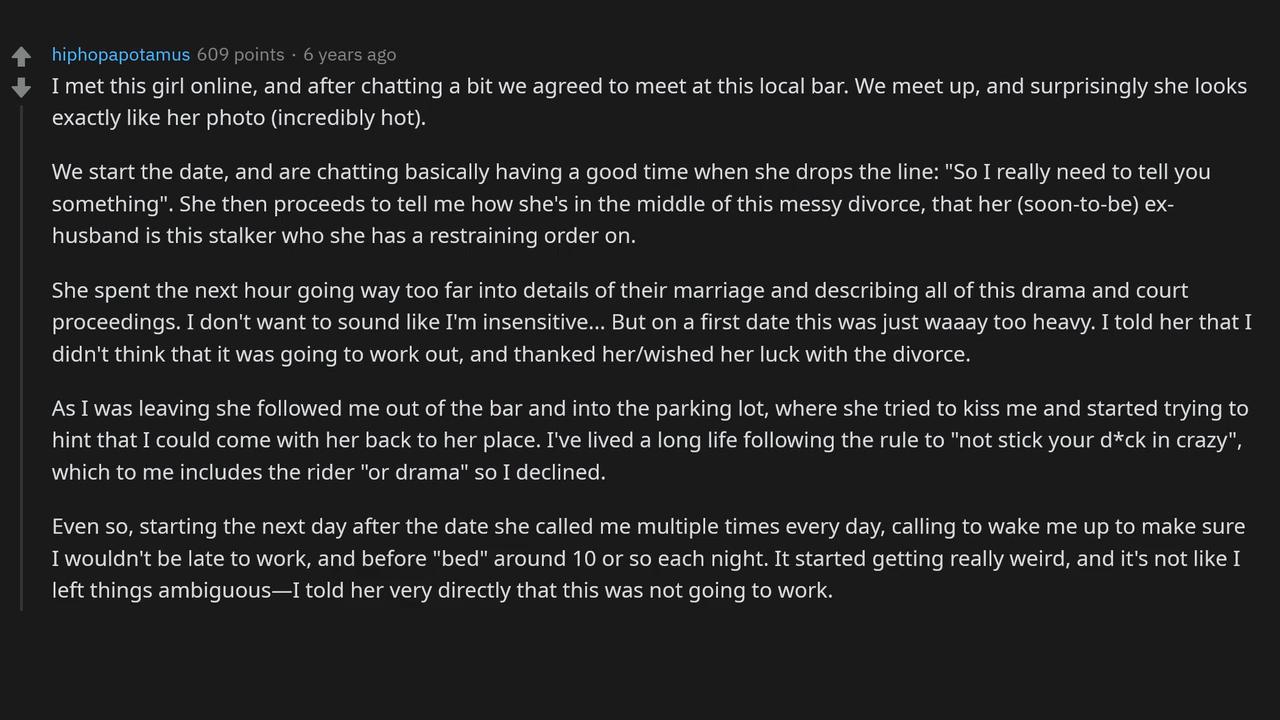 hiphopapotamus 609 points · 6 years ago
I met this girl online, and after chatting a bit we agreed to meet at this local bar. We meet up, and surprisingly she looks
exactly like her photo (incredibly hot).
We start the date, and are chatting basically having a good time when she drops the line: "So I really need to tell you
something". She then proceeds to tell me how she's in the middle of this messy divorce, that her (soon-to-be) ex-
husband is this stalker who she has a restraining order on.
She spent the next hour going way too far into details of their marriage and describing all of this drama and court
proceedings. I don't want to sound like I'm insensitive... But on a first date this was just waaay too heavy. I told her that I
didn't think that it was going to work out, and thanked her/wished her luck with the divorce.
As I was leaving she followed me out of the bar and into the parking lot, where she tried to kiss me and started trying to
hint that I could come with her back to her place. I've lived a long life following the rule to "not stick your d*ck in crazy",
which to me includes the rider "or drama" so I declined.
Even so, starting the next day after the date she called me multiple times every day, calling to wake me up to make sure
I wouldn't be late to work, and before "bed" around 10 or so each night. It started getting really weird, and it's not like I
left things ambiguous—I told her very directly that this was not going to work.